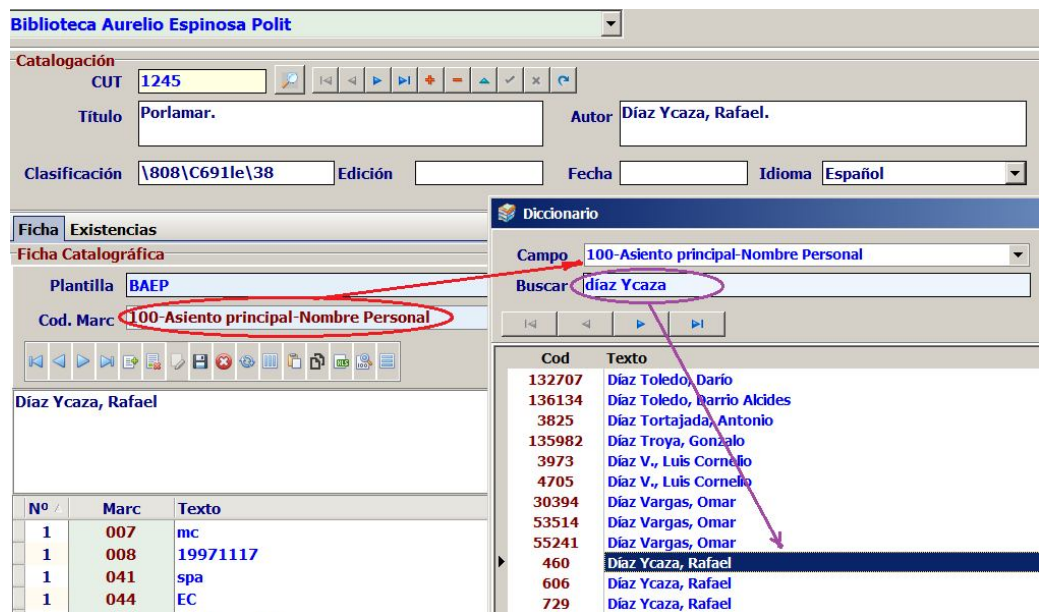 Biblioteca Aurelio Espinosa Polit
Catalogación
CUT 1245
Título Porlamar. Autor Díaz Ycaza, Rafael.
Clasificación \808\C691le\38 Edición Fecha Idioma Español
Ficha Existencias
Ficha Catalográfica
Plantilla BAEP
Cod. Marc 100-Asiento principal-Nombre Personal
Díaz Ycaza, Rafael
Nº Marc Texto
1 007 mc
1 008 19971117
1 041 spa
1 044 EC
Diccionario
Campo 100-Asiento principal-Nombre Personal
Buscar díaz Ycaza
Cod Texto
132707 Díaz Toledo, Darío
136134 Díaz Toledo, Darrio Alcides
3825 Díaz Tortajada, Antonio
135982 Díaz Troya, Gonzalo
3973 Díaz V., Luis Cornelio
4705 Díaz V., Luis Cornelio
30394 Díaz Vargas, Omar
53514 Díaz Vargas, Omar
55241 Díaz Vargas, Omar
460 Díaz Ycaza, Rafael
606 Díaz Ycaza, Rafael
729 Díaz Ycaza, Rafael